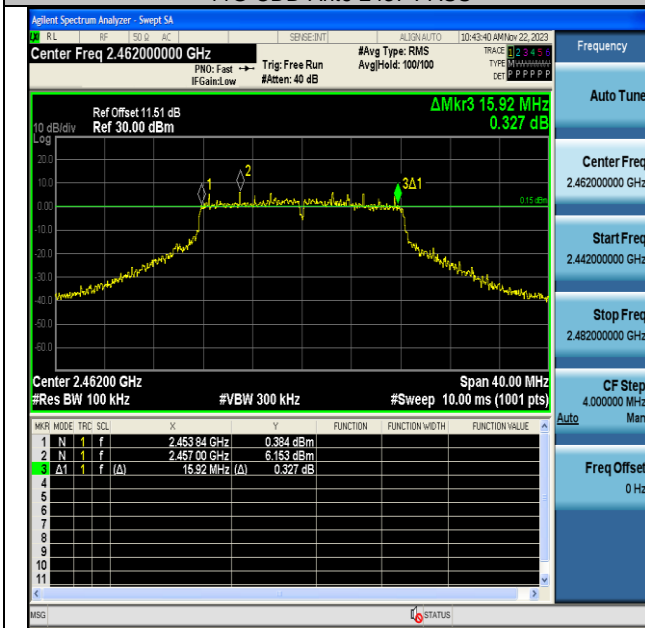 Agilent Spectrum Analyzer - Swept SA
RL RF 50 Ω AC SENSE:INT ALIGN AUTO 10:43:40 AM Nov 22, 2023
Center Freq 2.462000000 GHz
PNO: Fast Trig: Free Run #Avg Type: RMS TRACE 1 2 3 4 5 6
IFGain:Low #Atten: 40 dB Avg|Hold: 100/100 TYPE
DET P P P P P P
ΔMkr3 15.92 MHz
0.327 dB
Ref Offset 11.51 dB
10 dB/div Ref 30.00 dBm
Log
20.0
10.0
0.00
-10.0
-20.0
-30.0
-40.0
-50.0
-60.0
1
2
3Δ1
0.15 dBm
Center 2.46200 GHz Span 40.00 MHz
#Res BW 100 kHz #VBW 300 kHz #Sweep 10.00 ms (1001 pts)
MKR MODE TRC SCL X Y FUNCTION FUNCTION WIDTH FUNCTION VALUE
1 N 1 f 2.453 84 GHz 0.384 dBm
2 N 1 f 2.457 00 GHz 6.153 dBm
3 Δ1 1 f (Δ) 15.92 MHz (Δ) 0.327 dB
4
5
6
7
8
9
10
11
MSG STATUS
Frequency
Auto Tune
Center Freq
2.462000000 GHz
Start Freq
2.442000000 GHz
Stop Freq
2.482000000 GHz
CF Step
4.000000 MHz
Auto Man
Freq Offset
0 Hz